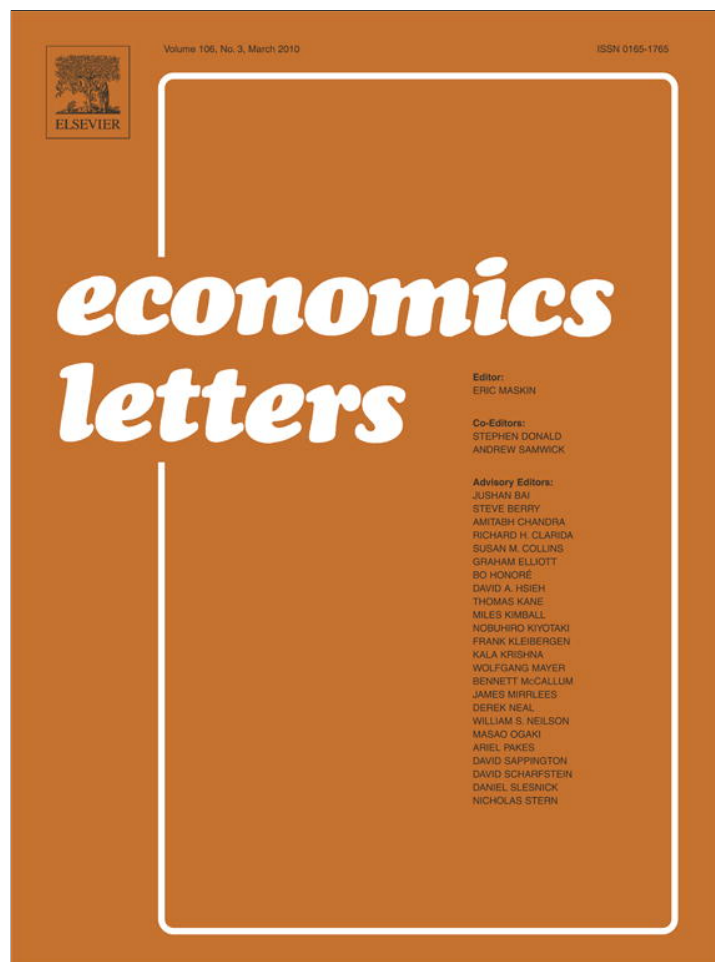 Volume 106, No. 3, March 2010
ISSN 0165-1765
ELSEVIER
economics
letters
Editor:
ERIC MASKIN
Co-Editors:
STEPHEN DONALD
ANDREW SAMWICK
Advisory Editors:
JUSHAN BAI
STEVE BERRY
AMITABH CHANDRA
RICHARD H. CLARIDA
SUSAN M. COLLINS
GRAHAM ELLIOTT
BO HONORÉ
DAVID A. HSIEH
THOMAS KANE
MILES KIMBALL
NOBUHIRO KIYOTAKI
FRANK KLEIBERGEN
KALA KRISHNA
WOLFGANG MAYER
BENNETT McCALLUM
JAMES MIRRLEES
DEREK NEAL
WILLIAM S. NEILSON
MASAO OGAKI
ARIEL PAKES
DAVID SAPPINGTON
DAVID SCHARFSTEIN
DANIEL SLESNICK
NICHOLAS STERN